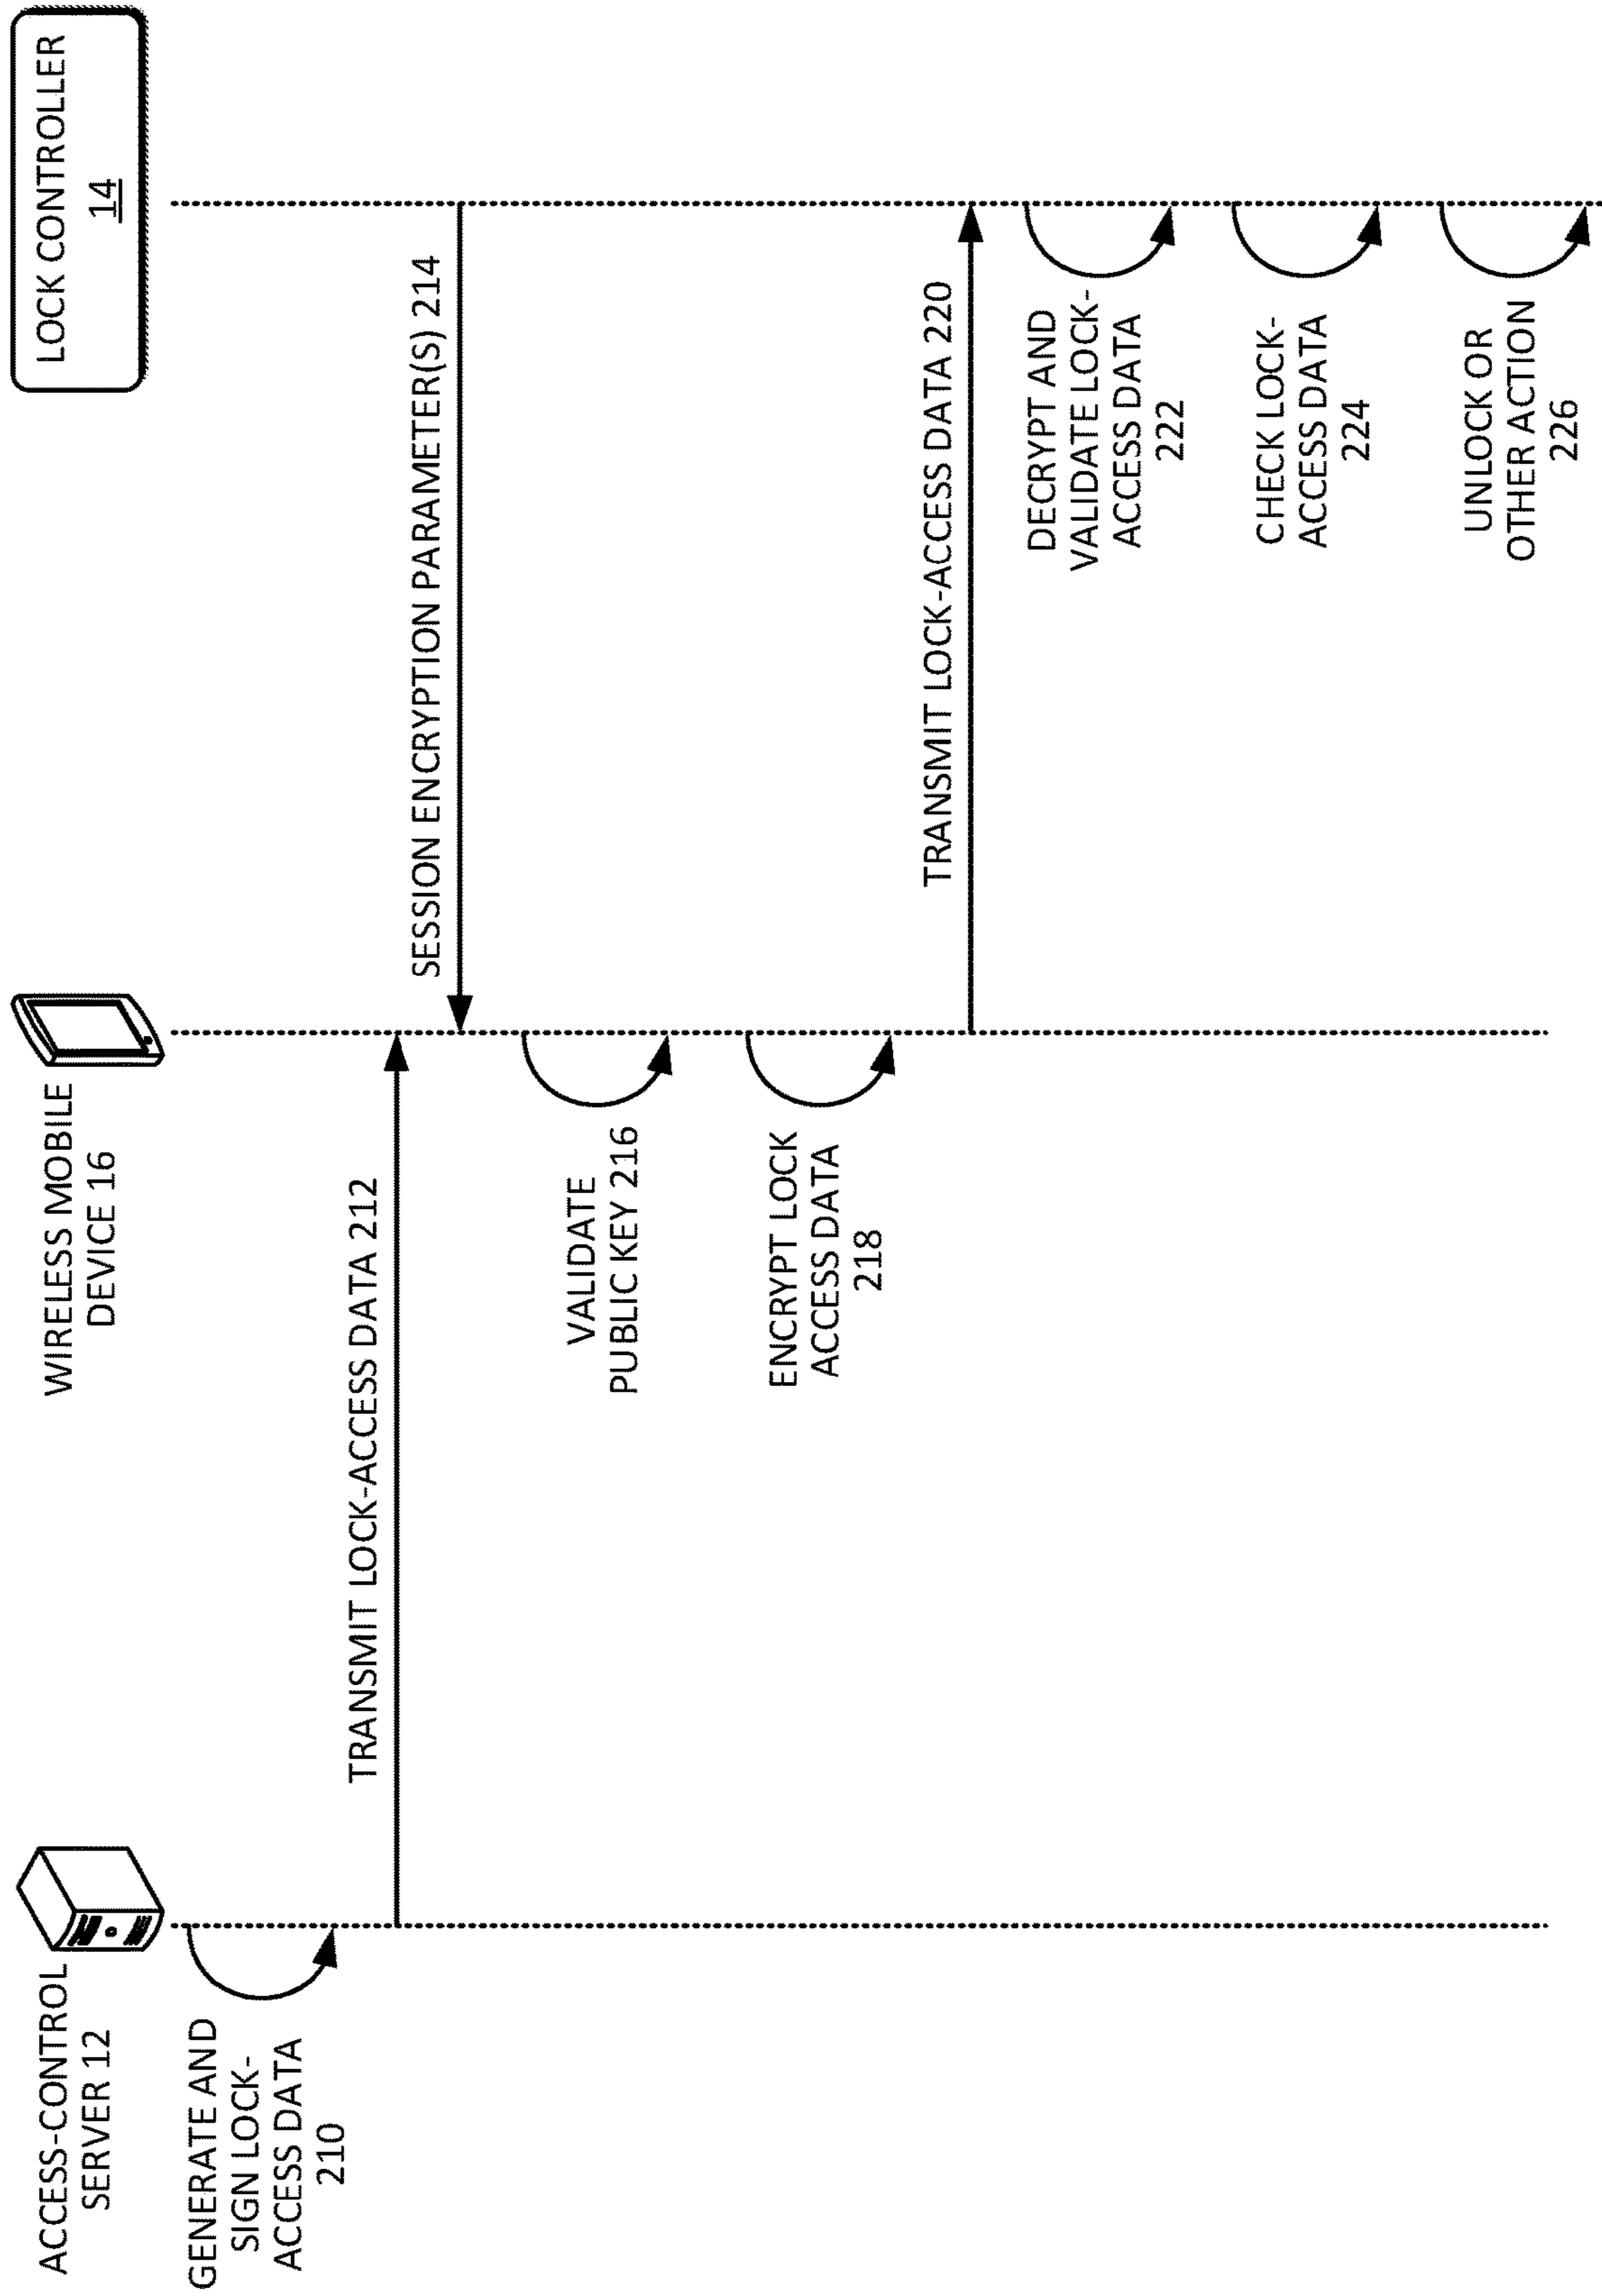 ACCESS-CONTROL
SERVER 12
WIRELESS MOBILE
DEVICE 16
LOCK CONTROLLER
14
GENERATE AND
SIGN LOCK-
ACCESS DATA
210
TRANSMIT LOCK-ACCESS DATA 212
SESSION ENCRYPTION PARAMETER(S) 214
VALIDATE
PUBLIC KEY 216
ENCRYPT LOCK
ACCESS DATA
218
TRANSMIT LOCK-ACCESS DATA 220
DECRYPT AND
VALIDATE LOCK-
ACCESS DATA
222
CHECK LOCK-
ACCESS DATA
224
UNLOCK OR
OTHER ACTION
226